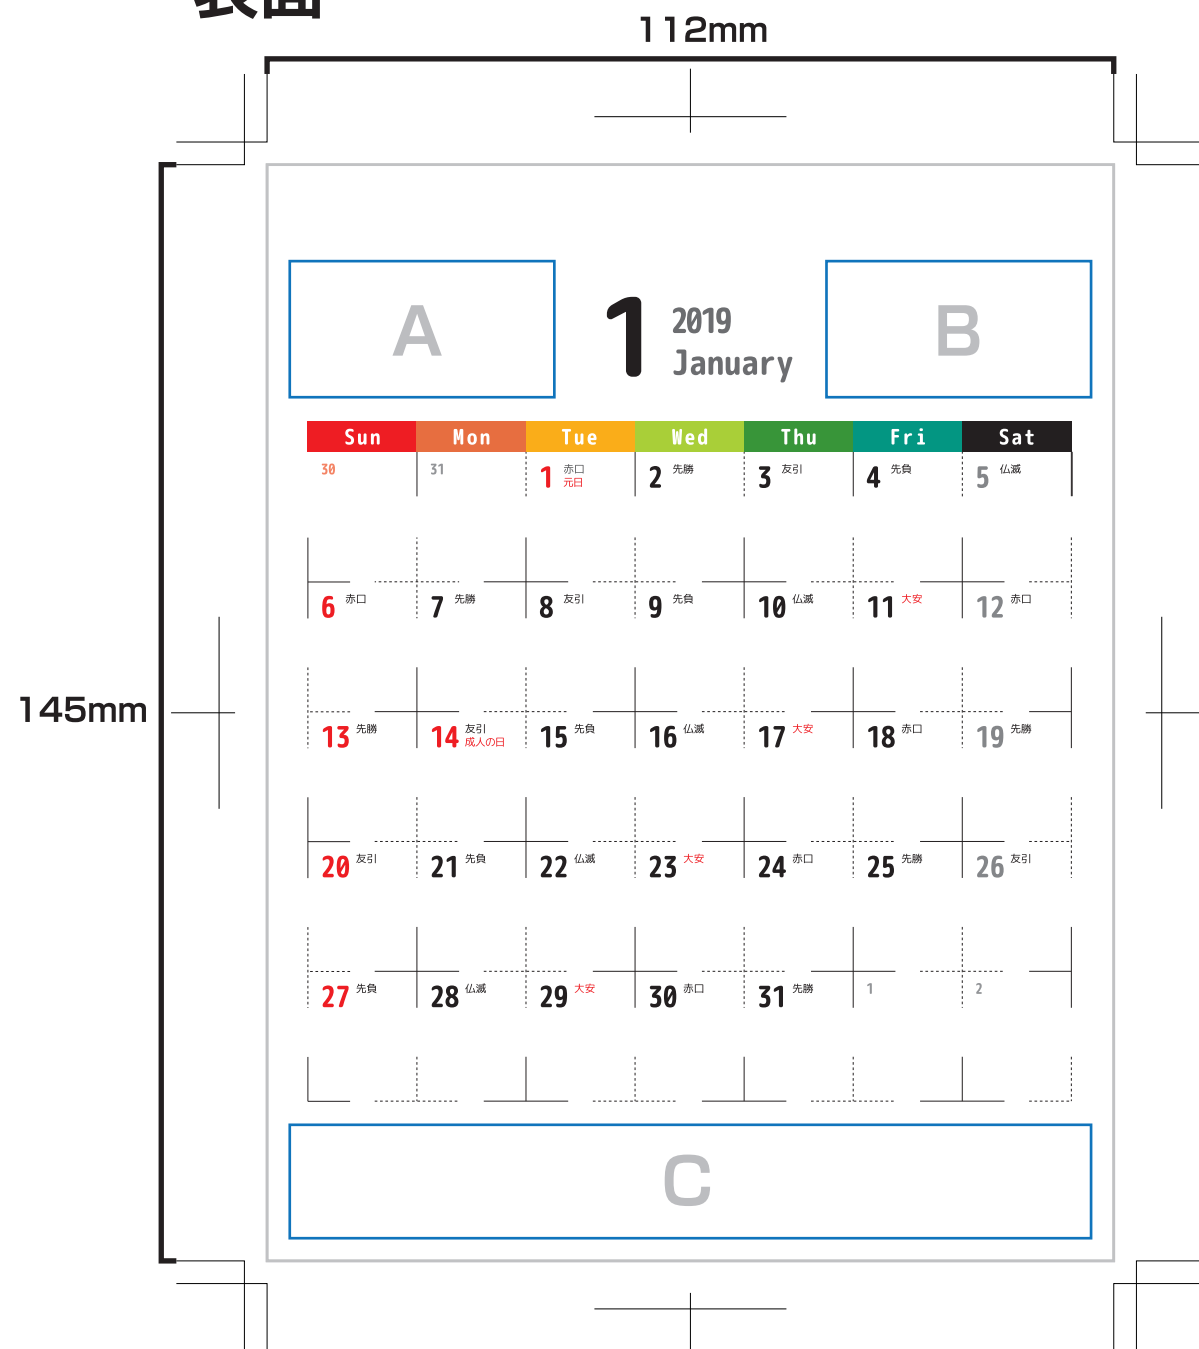 表面
112mm
145mm
A
1
2019
January
B
Sun Mon Tue Wed Thu Fri Sat
30 31 1 赤口 2 先勝 3 友引 4 先負 5 仏滅
元日
6 赤口 7 先勝 8 友引 9 先負 10 仏滅 11 大安 12 赤口
13 先勝 14 友引 15 先負 16 仏滅 17 大安 18 赤口 19 先勝
成人の日
20 友引 21 先負 22 仏滅 23 大安 24 赤口 25 先勝 26 友引
27 先負 28 仏滅 29 大安 30 赤口 31 先勝 1 2
C